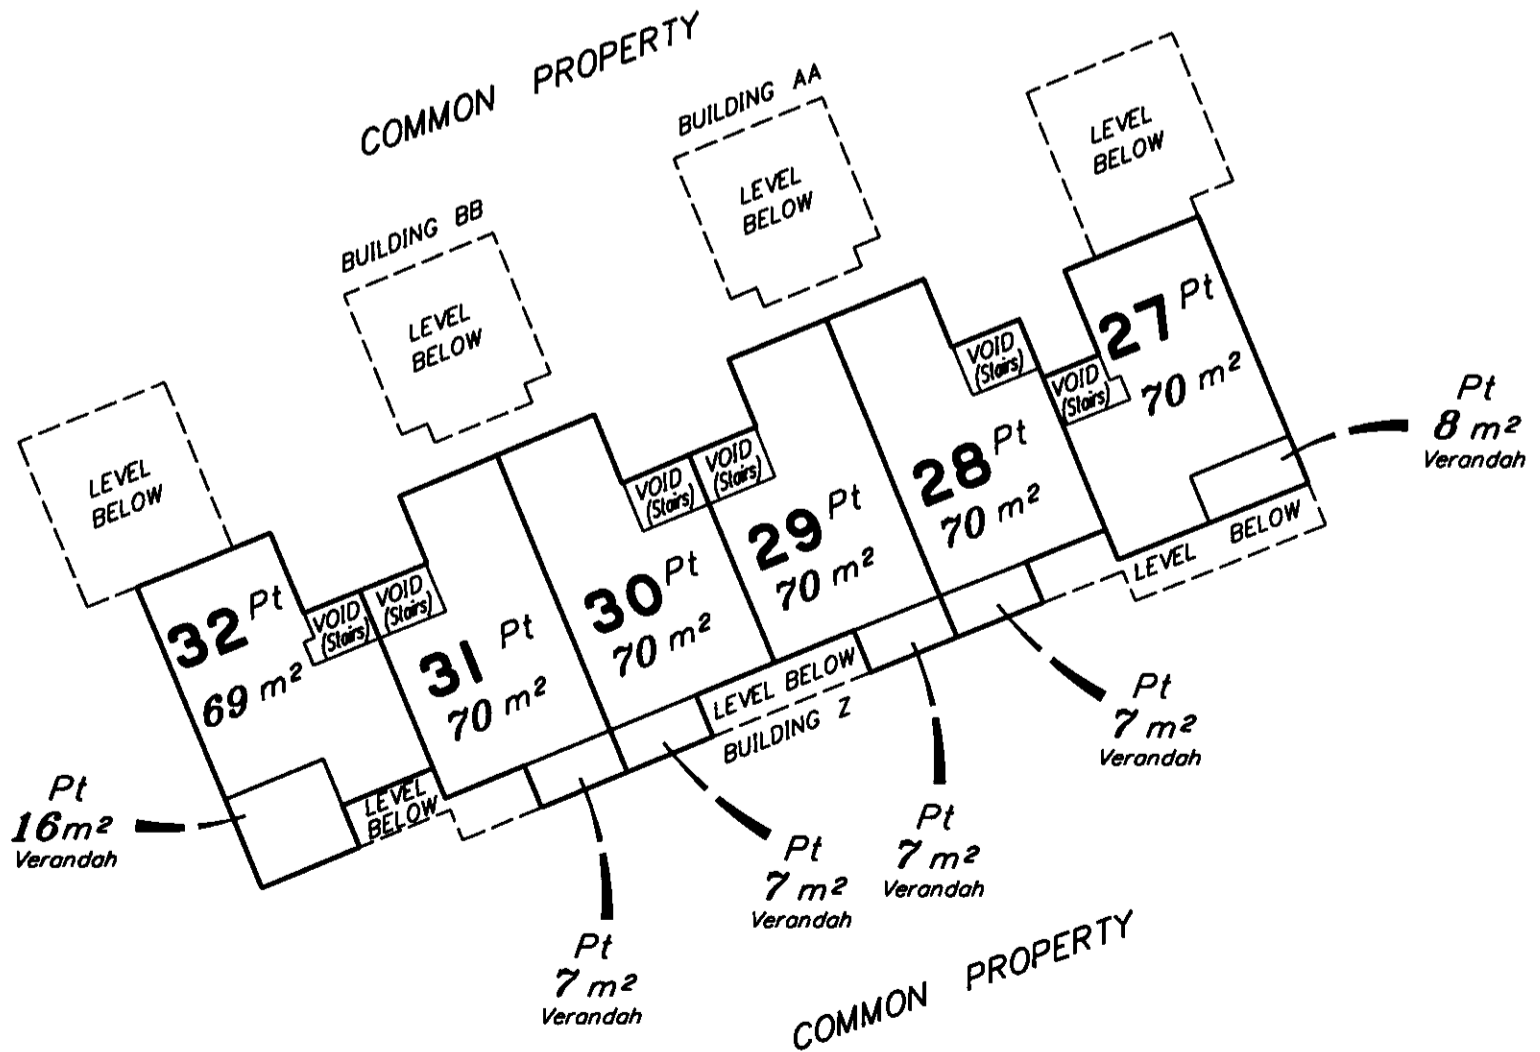 COMMON PROPERTY
BUILDING AA
LEVEL
BELOW
LEVEL
BELOW
BUILDING BB
LEVEL
BELOW
LEVEL
BELOW
27 Pt
70 m²
VOID
(Stairs)
VOID
(Stairs)
Pt
8 m²
Verandah
28 Pt
70 m²
VOID
(Stairs)
VOID
(Stairs)
29 Pt
70 m²
30 Pt
70 m²
VOID
(Stairs)
VOID
(Stairs)
31 Pt
70 m²
32 Pt
69 m²
LEVEL BELOW
LEVEL BELOW
BUILDING Z
LEVEL
BELOW
Pt
7 m²
Verandah
Pt
16 m²
Verandah
Pt
7 m²
Verandah
Pt
7 m²
Verandah
Pt
7 m²
Verandah
COMMON PROPERTY